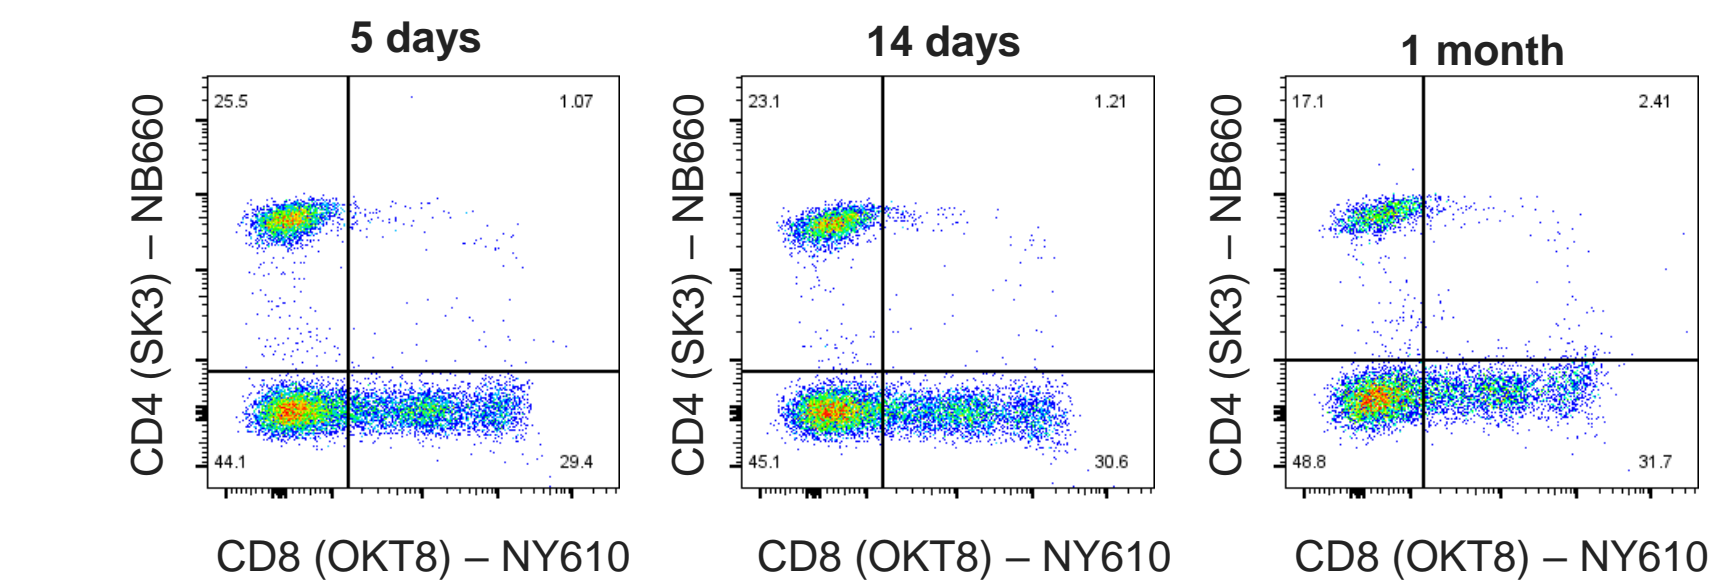 5 days
14 days
1 month
CD4 (SK3) – NB660
25.5
1.07
44.1
29.4
CD8 (OKT8) – NY610
CD4 (SK3) – NB660
23.1
1.21
45.1
30.6
CD8 (OKT8) – NY610
CD4 (SK3) – NB660
17.1
2.41
48.8
31.7
CD8 (OKT8) – NY610